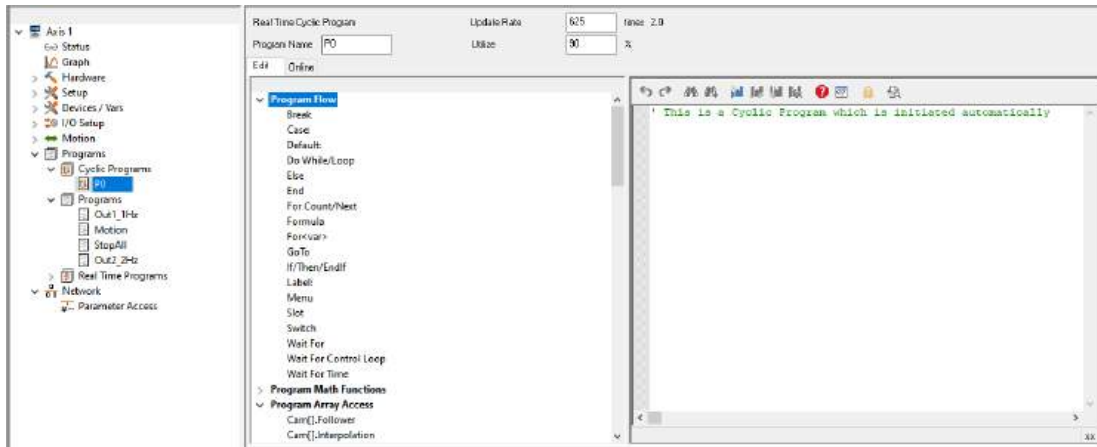 Axis 1
Status
Graph
Hardware
Setup
Devices / Vars
I/O Setup
Motion
Programs
Cyclic Programs
P0
Programs
Out1_1Hz
Motion
StopAll
Out2_2Hz
Real Time Programs
Network
Parameter Access
Real Time Cyclic Program
Update Rate
625
times 2.0
Program Name
P0
Utilize
90
%
Edit
Online
Program Flow
Break
Case:
Default:
Do While/Loop
Else
End
For Count/Next
Formula
For<var>
GoTo
If/Then/EndIf
Label:
Menu
Slot
Switch
Wait For
Wait For Control Loop
Wait For Time
Program Math Functions
Program Array Access
Cam[].Follower
Cam[].Interpolation
' This is a Cyclic Program which is initiated automatically
xx